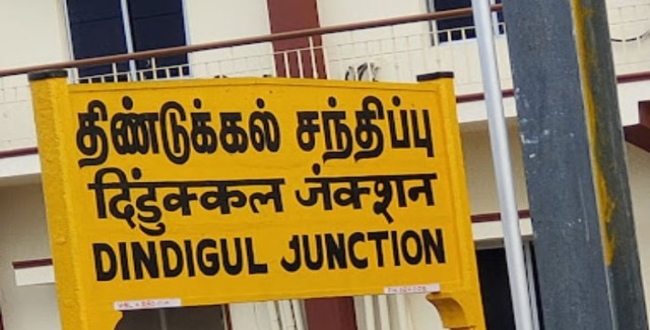 திண்டுக்கல் சந்திப்பு
दिंडुक्कल जंक्शन
DINDIGUL JUNCTION